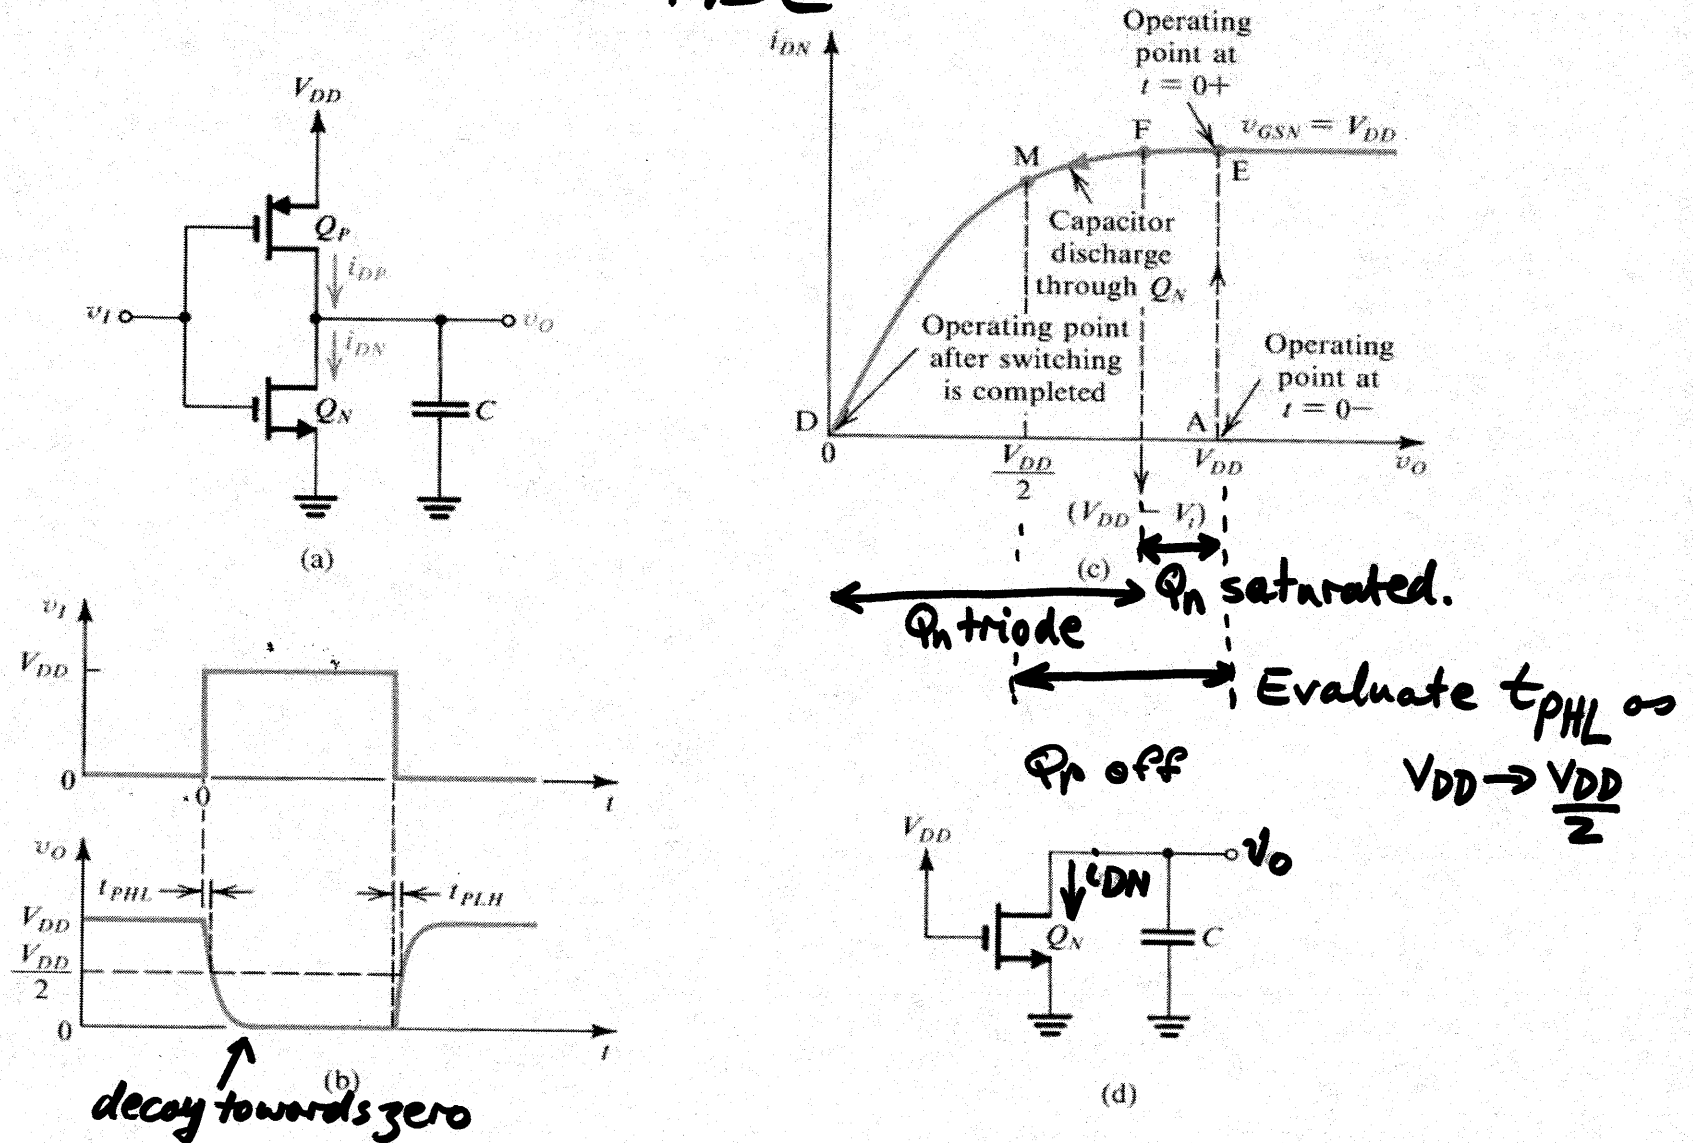 V_DD
Q_P
i_DP
v_I
v_O
i_DN
Q_N
C
(a)
i_DN
Operating
point at
t = 0+
v_GSN = V_DD
F
M
E
Capacitor
discharge
through Q_N
Operating point
after switching
is completed
Operating
point at
t = 0−
D
A
0
V_DD
2
V_DD
v_O
(V_DD − V_t)
(c)
Qn saturated.
Qn triode
Evaluate t_PHL as
V_DD → V_DD
2
v_I
V_DD
0
0
t
v_O
t_PHL
t_PLH
V_DD
V_DD
2
0
t
(b)
decay towards zero
Qp off
V_DD
v_O
i_DN
Q_N
C
(d)